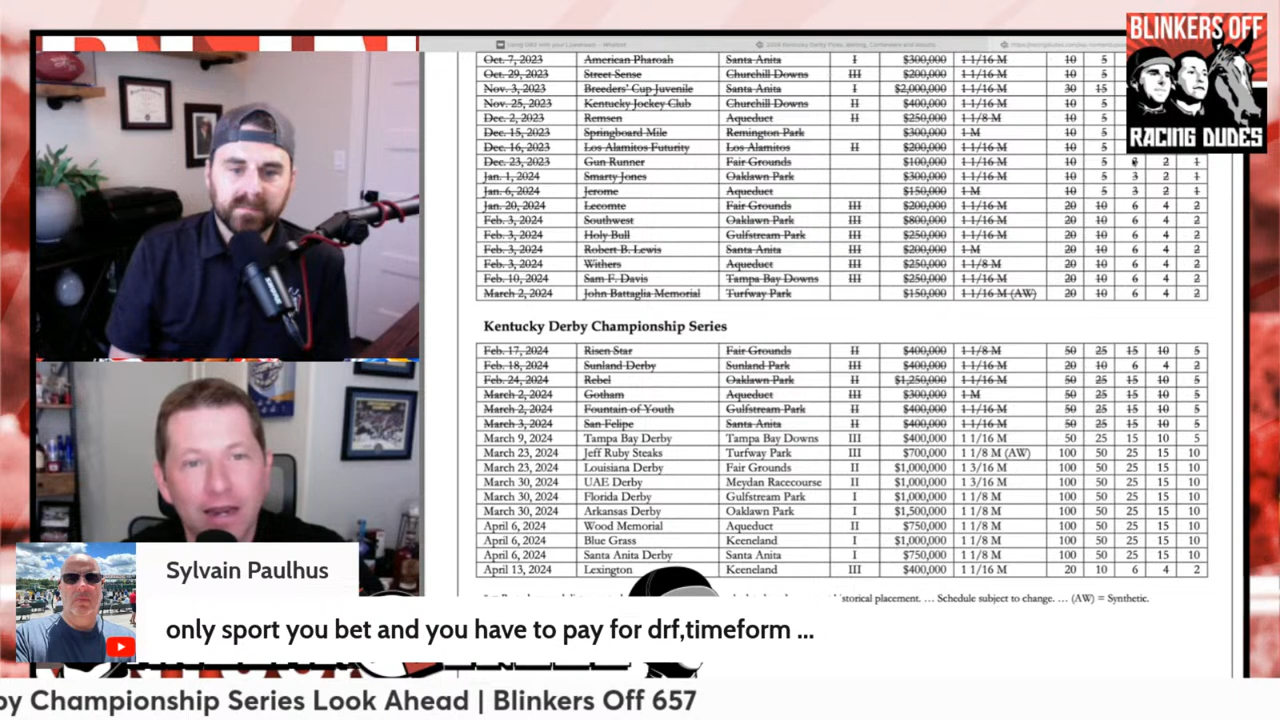 BLINKERS OFF
RACING DUDES
Oct. 7, 2023 American Pharoah Santa Anita I $300,000 1 1/16 M 10 5
Oct. 29, 2023 Street Sense Churchill Downs III $200,000 1 1/16 M 10 5
Nov. 3, 2023 Breeders' Cup Juvenile Santa Anita I $2,000,000 1 1/16 M 30 15
Nov. 25, 2023 Kentucky Jockey Club Churchill Downs II $400,000 1 1/16 M 10 5
Dec. 2, 2023 Remsen Aqueduct II $250,000 1 1/8 M 10 5
Dec. 15, 2023 Springboard Mile Remington Park $300,000 1 M 10 5
Dec. 16, 2023 Los Alamitos Futurity Los Alamitos II $200,000 1 1/16 M 10 5
Dec. 23, 2023 Gun Runner Fair Grounds $100,000 1 1/16 M 10 5 2 1
Jan. 1, 2024 Smarty Jones Oaklawn Park $300,000 1 1/16 M 10 5 3 2 1
Jan. 6, 2024 Jerome Aqueduct $150,000 1 M 10 5 3 2 1
Jan. 20, 2024 Lecomte Fair Grounds III $200,000 1 1/16 M 20 10 6 4 2
Feb. 3, 2024 Southwest Oaklawn Park III $800,000 1 1/16 M 20 10 6 4 2
Feb. 3, 2024 Holy Bull Gulfstream Park III $250,000 1 1/16 M 20 10 6 4 2
Feb. 3, 2024 Robert B. Lewis Santa Anita III $200,000 1 M 20 10 6 4 2
Feb. 3, 2024 Withers Aqueduct III $250,000 1 1/8 M 20 10 6 4 2
Feb. 10, 2024 Sam F. Davis Tampa Bay Downs III $250,000 1 1/16 M 20 10 6 4 2
March 2, 2024 John Battaglia Memorial Turfway Park $150,000 1 1/16 M (AW) 20 10 6 4 2
Kentucky Derby Championship Series
Feb. 17, 2024 Risen Star Fair Grounds II $400,000 1 1/8 M 50 25 15 10 5
Feb. 18, 2024 Sunland Derby Sunland Park III $400,000 1 1/16 M 20 10 6 4 2
Feb. 24, 2024 Rebel Oaklawn Park II $1,250,000 1 1/16 M 50 25 15 10 5
March 2, 2024 Gotham Aqueduct III $300,000 1 M 50 25 15 10 5
March 2, 2024 Fountain of Youth Gulfstream Park II $400,000 1 1/16 M 50 25 15 10 5
March 3, 2024 San Felipe Santa Anita II $400,000 1 1/16 M 50 25 15 10 5
March 9, 2024 Tampa Bay Derby Tampa Bay Downs III $400,000 1 1/16 M 50 25 15 10 5
March 23, 2024 Jeff Ruby Steaks Turfway Park III $700,000 1 1/8 M (AW) 100 50 25 15 10
March 23, 2024 Louisiana Derby Fair Grounds II $1,000,000 1 3/16 M 100 50 25 15 10
March 30, 2024 UAE Derby Meydan Racecourse II $1,000,000 1 3/16 M 100 50 25 15 10
March 30, 2024 Florida Derby Gulfstream Park I $1,000,000 1 1/8 M 100 50 25 15 10
March 30, 2024 Arkansas Derby Oaklawn Park I $1,500,000 1 1/8 M 100 50 25 15 10
April 6, 2024 Wood Memorial Aqueduct II $750,000 1 1/8 M 100 50 25 15 10
April 6, 2024 Blue Grass Keeneland I $1,000,000 1 1/8 M 100 50 25 15 10
April 6, 2024 Santa Anita Derby Santa Anita I $750,000 1 1/8 M 100 50 25 15 10
April 13, 2024 Lexington Keeneland III $400,000 1 1/16 M 20 10 6 4 2
historical placement. ... Schedule subject to change. ... (AW) = Synthetic.
Sylvain Paulhus
only sport you bet and you have to pay for drf,timeform ...
by Championship Series Look Ahead | Blinkers Off 657